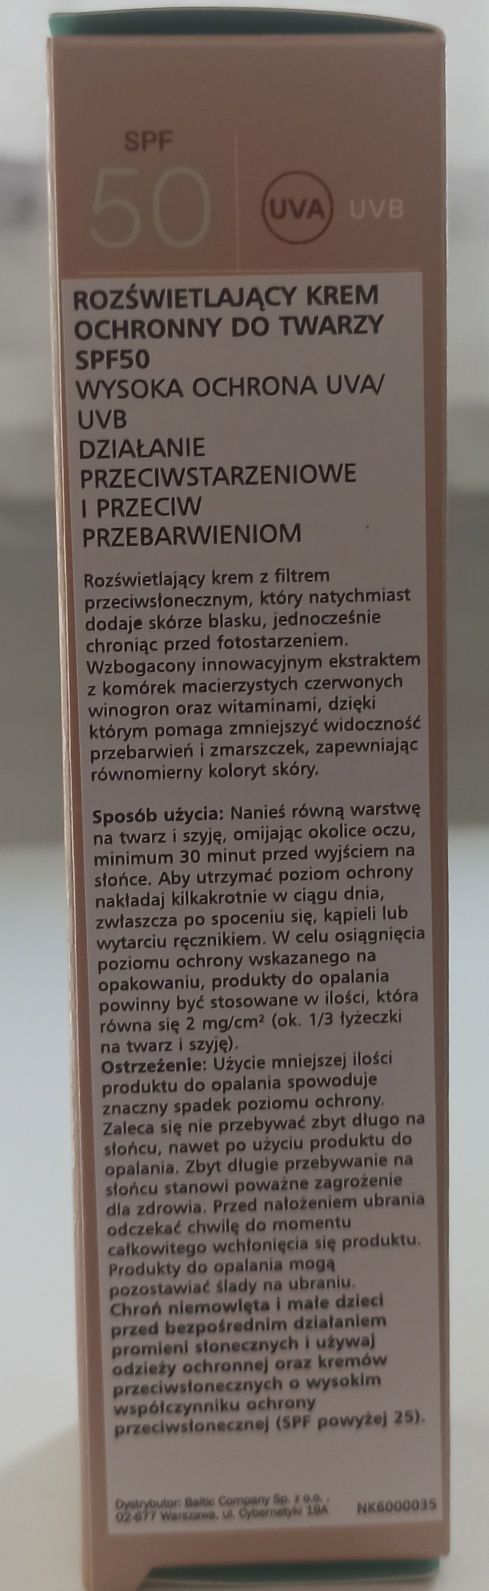 SPF
50
UVA UVB
ROZŚWIETLAJĄCY KREM
OCHRONNY DO TWARZY
SPF50
WYSOKA OCHRONA UVA/
UVB
DZIAŁANIE
PRZECIWSTARZENIOWE
I PRZECIW
PRZEBARWIENIOM
Rozświetlający krem z filtrem
przeciwsłonecznym, który natychmiast
dodaje skórze blasku, jednocześnie
chroniąc przed fotostarzeniem.
Wzbogacony innowacyjnym ekstraktem
z komórek macierzystych czerwonych
winogron oraz witaminami, dzięki
którym pomaga zmniejszyć widoczność
przebarwień i zmarszczek, zapewniając
równomierny koloryt skóry.
Sposób użycia: Nanieś równą warstwę
na twarz i szyję, omijając okolice oczu,
minimum 30 minut przed wyjściem na
słońce. Aby utrzymać poziom ochrony
nakładaj kilkakrotnie w ciągu dnia,
zwłaszcza po spoceniu się, kąpieli lub
wytarciu ręcznikiem. W celu osiągnięcia
poziomu ochrony wskazanego na
opakowaniu, produkty do opalania
powinny być stosowane w ilości, która
równa się 2 mg/cm² (ok. 1/3 łyżeczki
na twarz i szyję).
Ostrzeżenie: Użycie mniejszej ilości
produktu do opalania spowoduje
znaczny spadek poziomu ochrony.
Zaleca się nie przebywać zbyt długo na
słońcu, nawet po użyciu produktu do
opalania. Zbyt długie przebywanie na
słońcu stanowi poważne zagrożenie
dla zdrowia. Przed nałożeniem ubrania
odczekać chwilę do momentu
całkowitego wchłonięcia się produktu.
Produkty do opalania mogą
pozostawiać ślady na ubraniu.
Chroń niemowlęta i małe dzieci
przed bezpośrednim działaniem
promieni słonecznych i używaj
odzieży ochronnej oraz kremów
przeciwsłonecznych o wysokim
współczynniku ochrony
przeciwsłonecznej (SPF powyżej 25).
Dystrybutor: Baltic Company Sp. z o.o. ,
02-677 Warszawa, ul. Cybernetyki 19A NK6000035